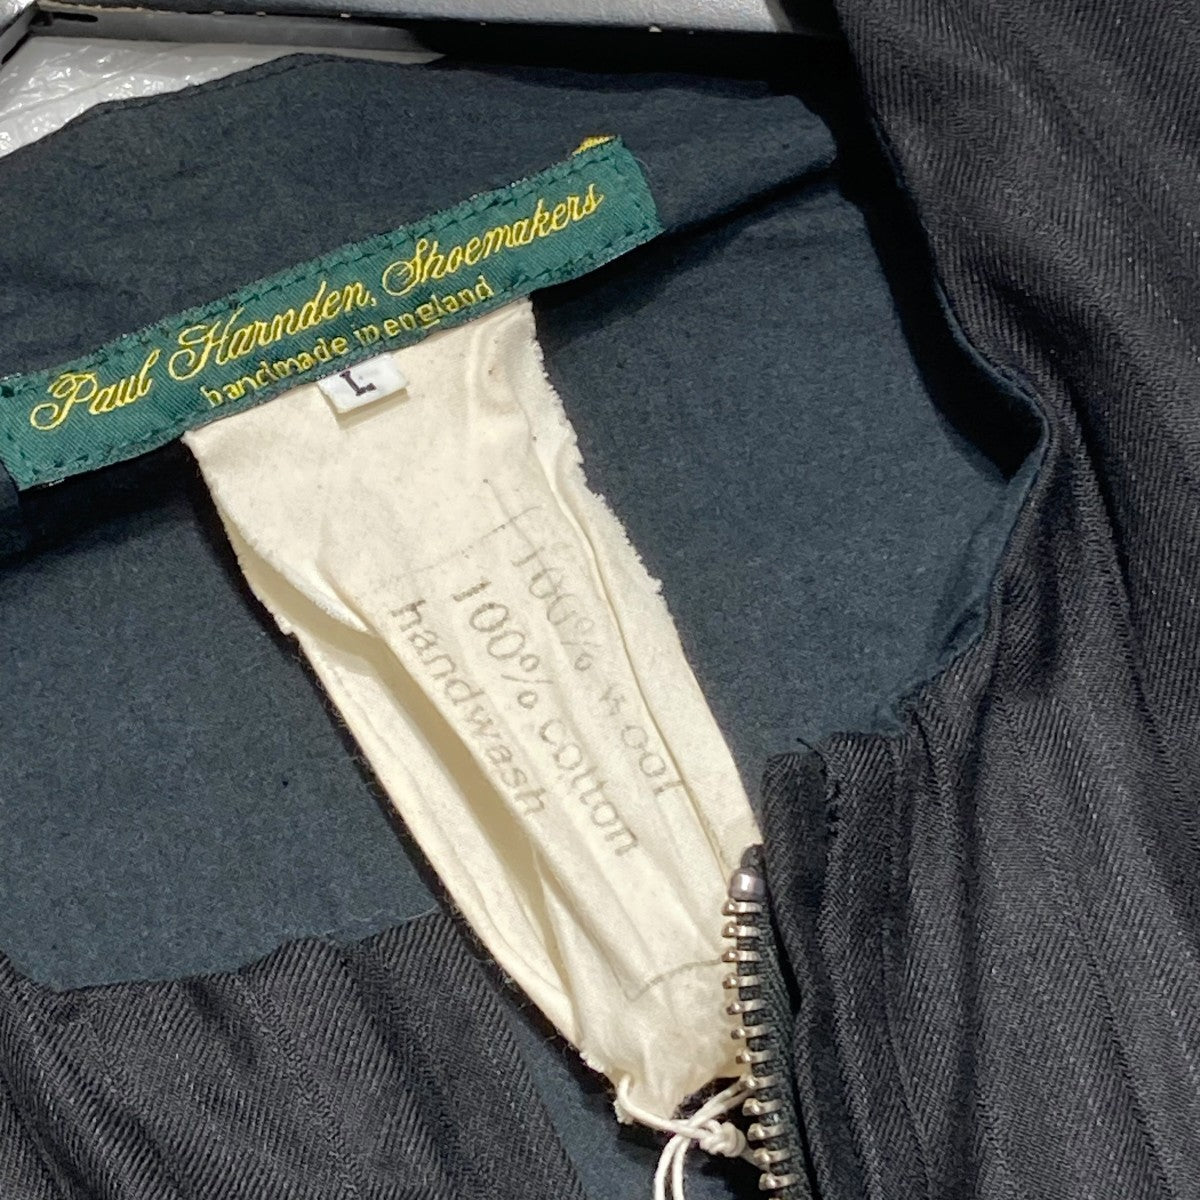 Paul Harnden, Shoemakers
handmade in england
L
100% wool
100% cotton
handwash